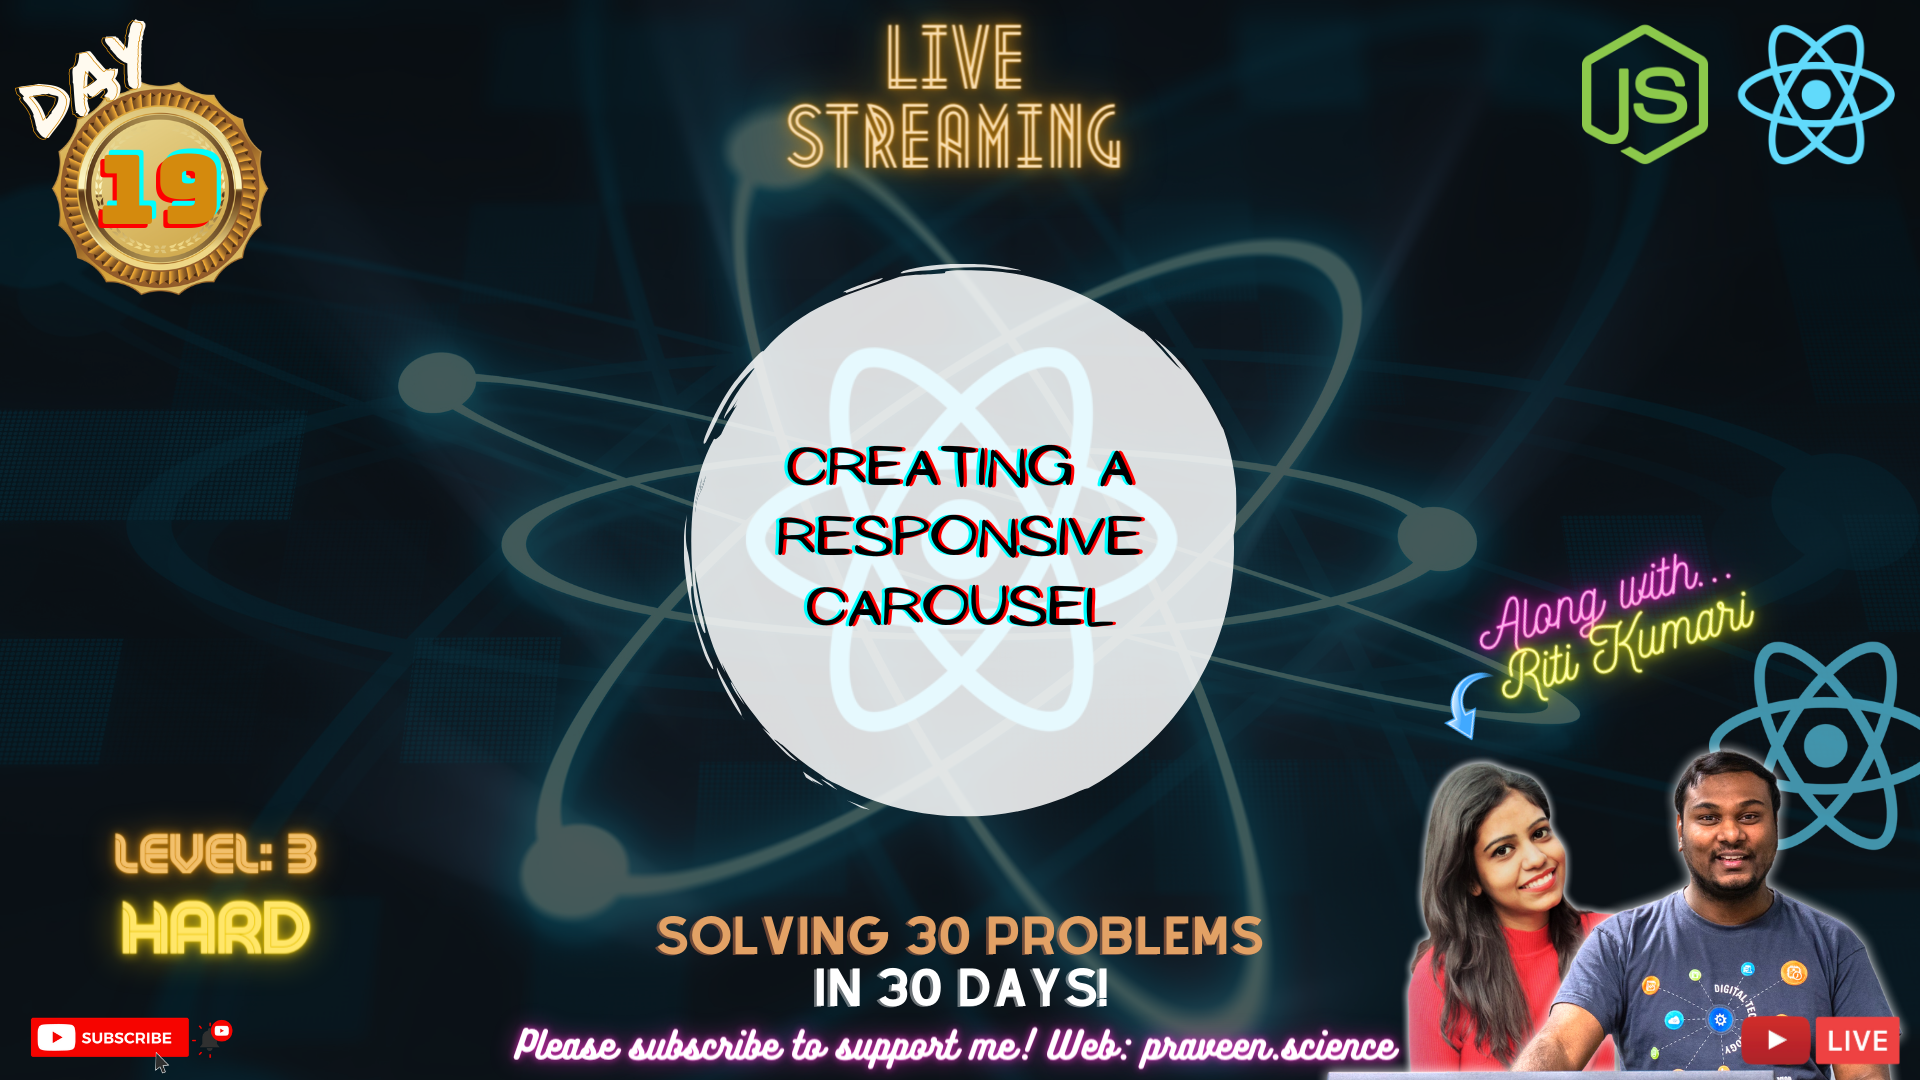 DAY
19
LIVE
STREAMING
JS
CREATING A
RESPONSIVE
CAROUSEL
Along with...
Riti Kumari
LEVEL: 3
HARD
SOLVING 30 PROBLEMS
IN 30 DAYS!
Please subscribe to support me! Web: praveen.science
SUBSCRIBE
DIGITAL
LIVE